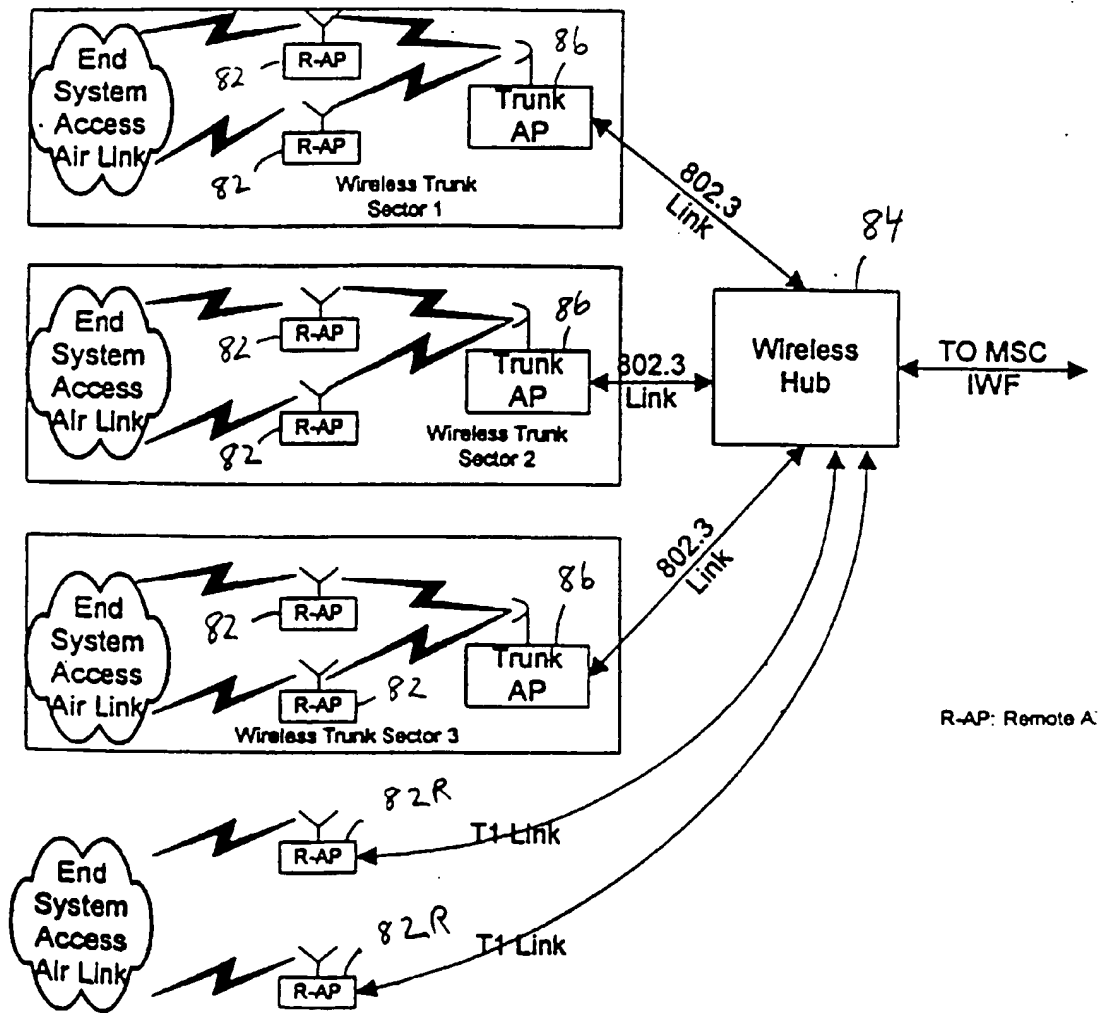 End
System
Access
Air Link
82
R-AP
82
R-AP
86
Trunk
AP
Wireless Trunk
Sector 1
802.3
Link
84
End
System
Access
Air Link
82
R-AP
82
R-AP
86
Trunk
AP
Wireless Trunk
Sector 2
802.3
Link
Wireless
Hub
TO MSC
IWF
End
System
Access
Air Link
82
R-AP
82
R-AP
86
Trunk
AP
Wireless Trunk Sector 3
802.3
Link
R-AP: Remote A
82R
R-AP
T1 Link
End
System
Access
Air Link
82R
R-AP
T1 Link